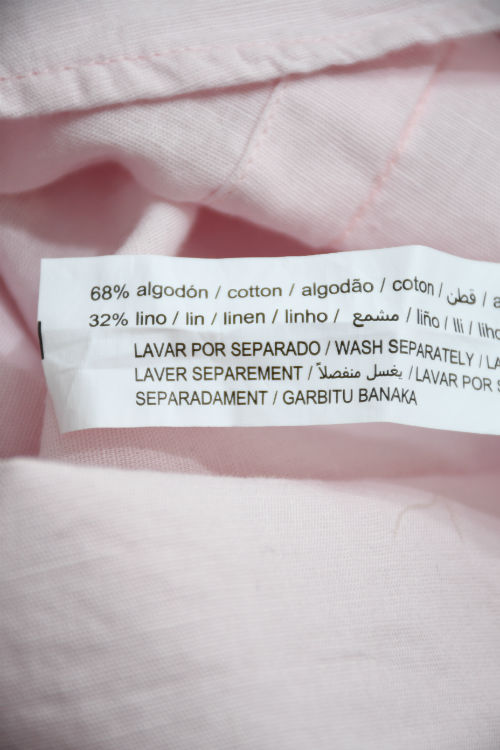 68% algodón / cotton / algodão / coton / قطن /
32% lino / lin / linen / linho / مشمع / liño / lli /
LAVAR POR SEPARADO / WASH SEPARATELY /
LAVER SEPAREMENT / يغسل منفصلاً / LAVAR POR
SEPARADAMENT / GARBITU BANAKA